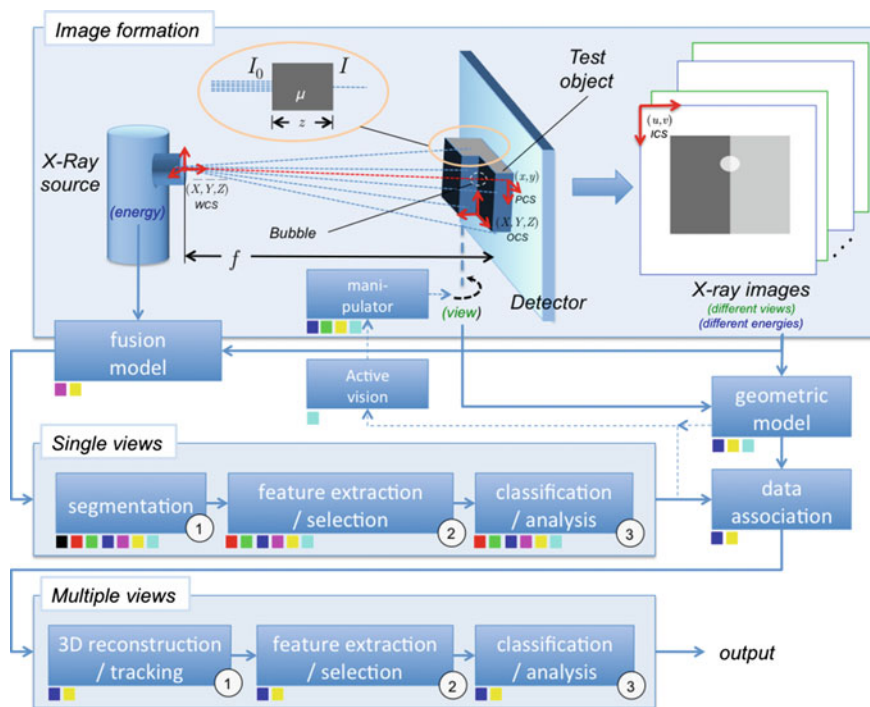 Image formation
I₀
I
μ
z
Test
object
X-Ray
source
(energy)
(X,Y,Z)
WCS
Bubble
f
(x,y)
PCS
(X,Y,Z)
OCS
(u,v)
ICS
mani-
pulator
(view)
Detector
X-ray images
(different views)
(different energies)
fusion
model
Active
vision
geometric
model
Single views
segmentation
1
feature extraction
/ selection
2
classification
/ analysis
3
data
association
Multiple views
3D reconstruction
/ tracking
1
feature extraction
/ selection
2
classification
/ analysis
3
output